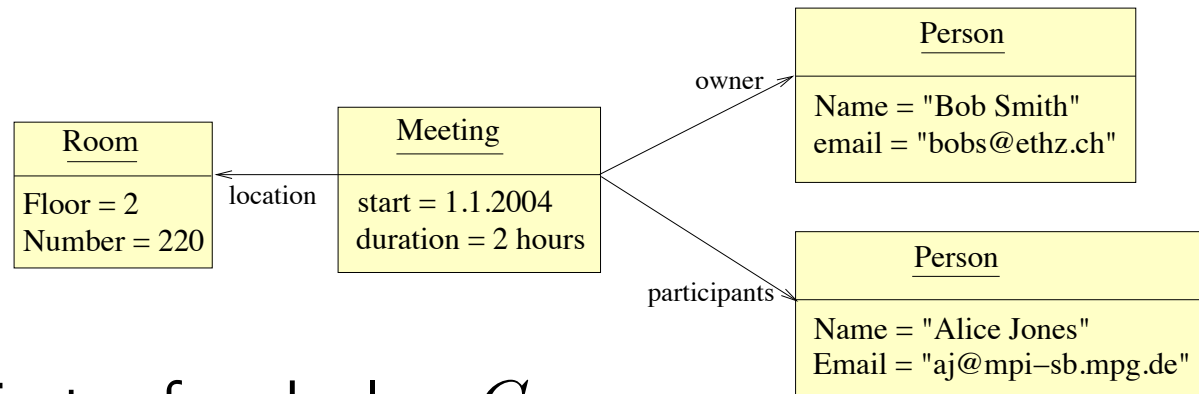 Room
Floor = 2
Number = 220
location
Meeting
start = 1.1.2004
duration = 2 hours
owner
Person
Name = "Bob Smith"
email = "bobs@ethz.ch"
participants
Person
Name = "Alice Jones"
Email = "aj@mpi−sb.mpg.de"